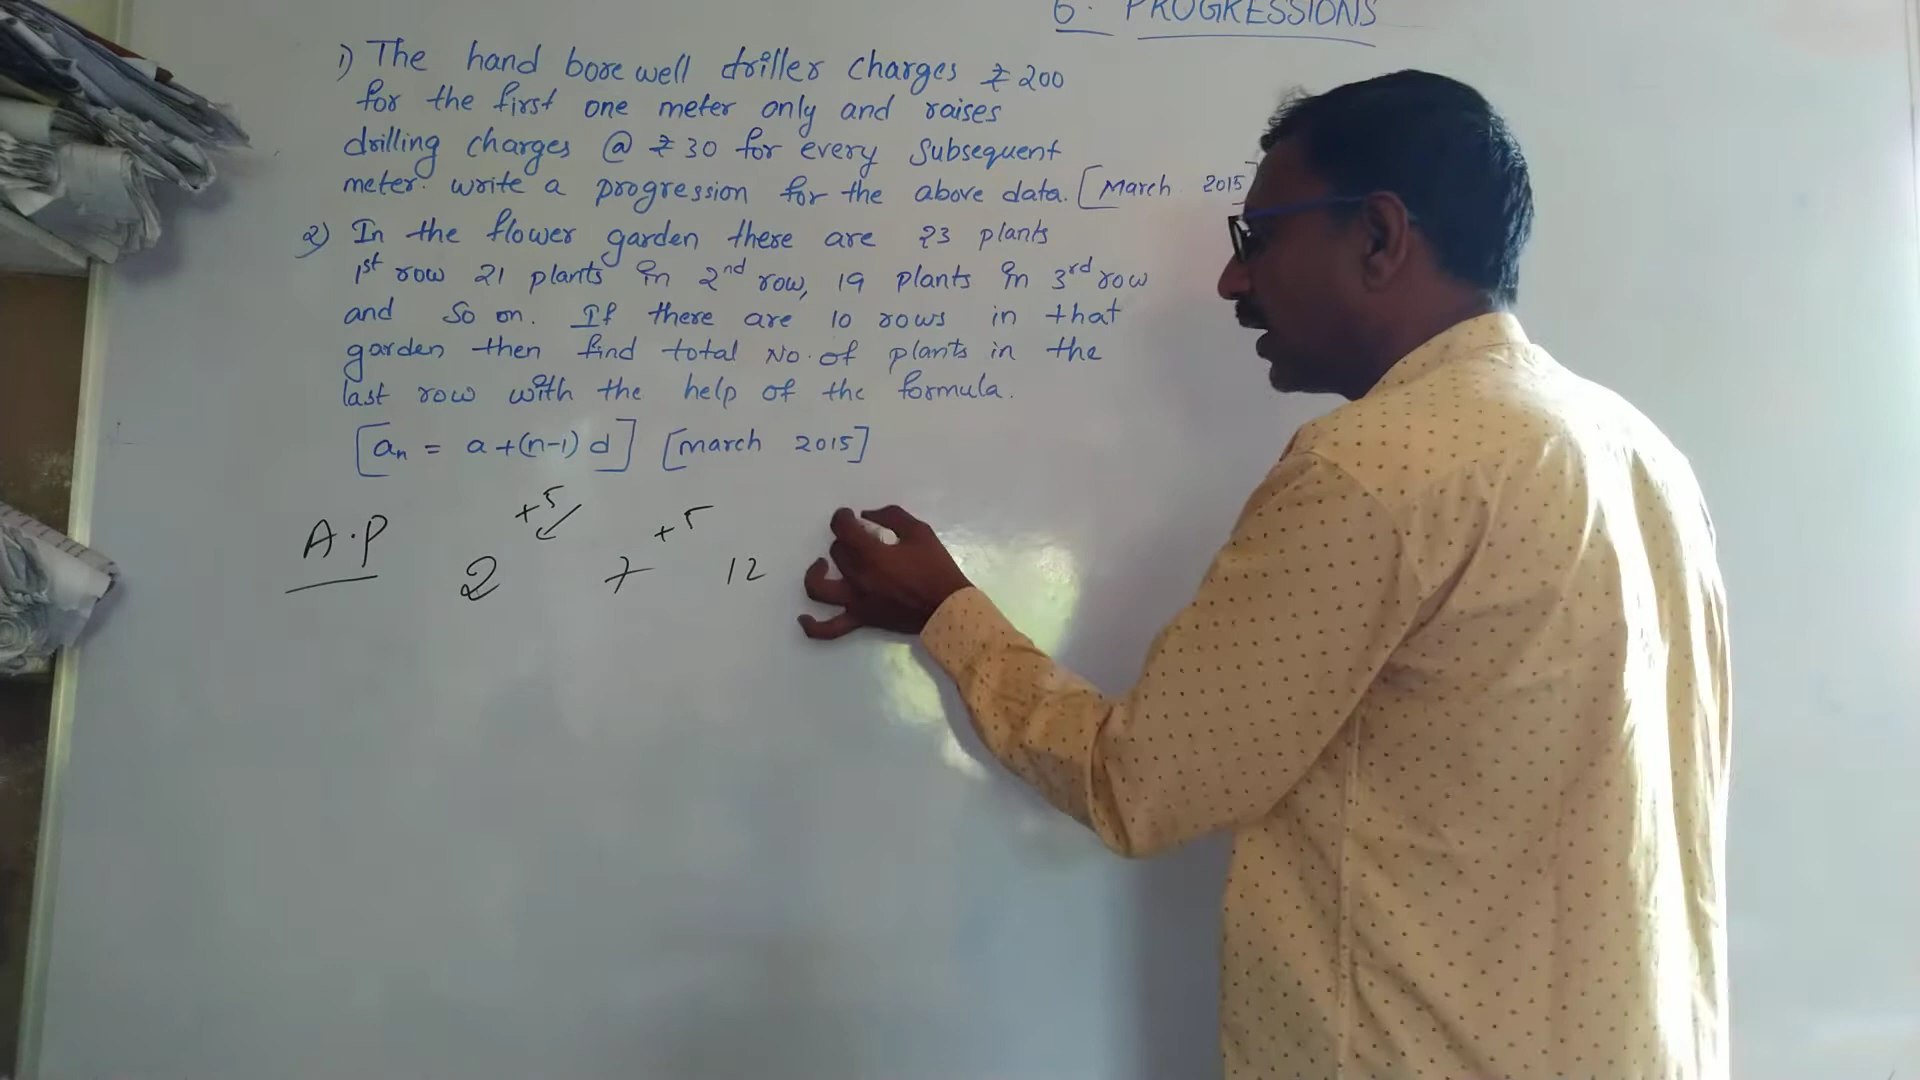 6. PROGRESSIONS
1) The hand bore well driller charges ₹ 200
for the first one meter only and raises
drilling charges @ ₹ 30 for every Subsequent
meter. write a progression for the above data. [March 2015]
2) In the flower garden there are 23 plants
1st row 21 plants in 2nd row, 19 plants in 3rd row
and So on. If there are 10 rows in that
garden then find total No. of plants in the
last row with the help of the formula.
[an = a+(n-1) d] [march 2015]
+5 +5
A.P 2 7 12